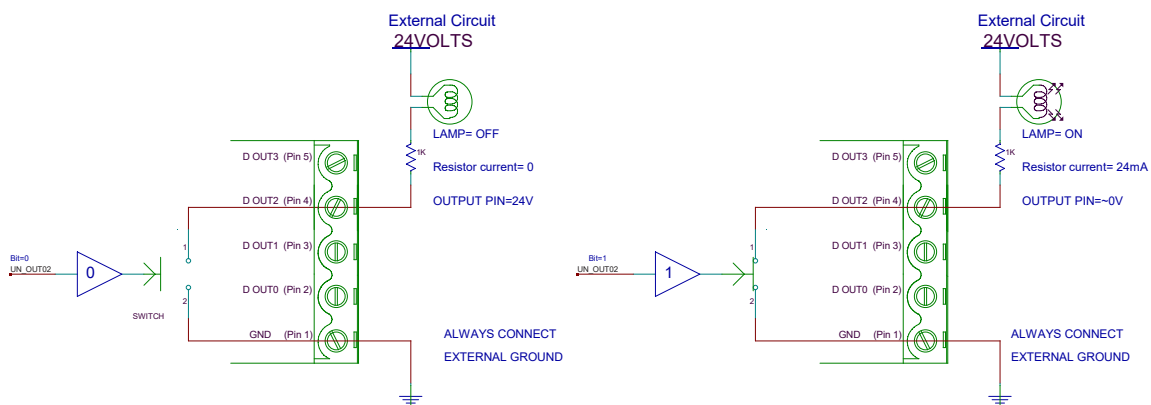 External Circuit
24VOLTS
LAMP= OFF
1K
D OUT3 (Pin 5)
Resistor current= 0
D OUT2 (Pin 4)
OUTPUT PIN=24V
1
D OUT1 (Pin 3)
Bit=0
UN_OUT02
0
D OUT0 (Pin 2)
2
SWITCH
GND (Pin 1)
ALWAYS CONNECT
EXTERNAL GROUND
External Circuit
24VOLTS
LAMP= ON
1K
D OUT3 (Pin 5)
Resistor current= 24mA
D OUT2 (Pin 4)
OUTPUT PIN=~0V
1
D OUT1 (Pin 3)
Bit=1
UN_OUT02
1
D OUT0 (Pin 2)
2
GND (Pin 1)
ALWAYS CONNECT
EXTERNAL GROUND